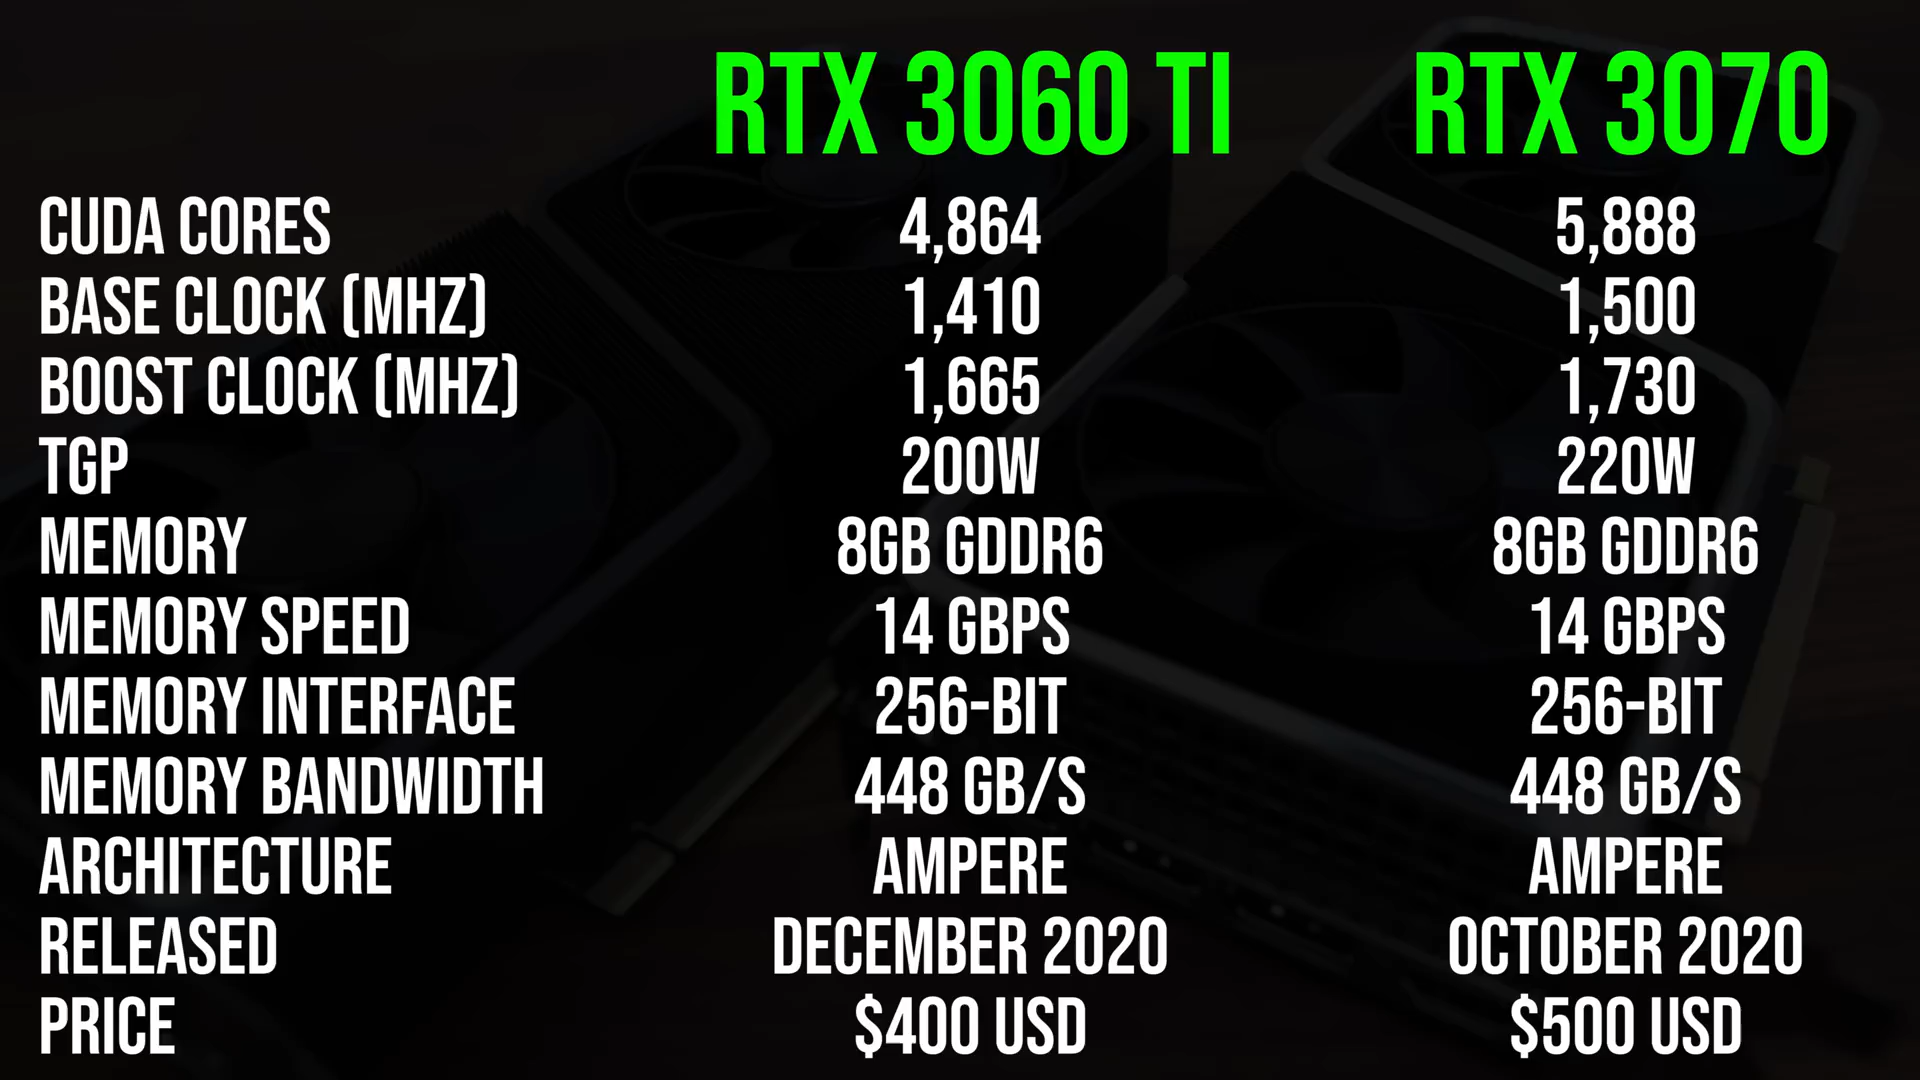 RTX 3060 TI RTX 3070
CUDA CORES 4,864 5,888
BASE CLOCK (MHZ) 1,410 1,500
BOOST CLOCK (MHZ) 1,665 1,730
TGP 200W 220W
MEMORY 8GB GDDR6 8GB GDDR6
MEMORY SPEED 14 GBPS 14 GBPS
MEMORY INTERFACE 256-BIT 256-BIT
MEMORY BANDWIDTH 448 GB/S 448 GB/S
ARCHITECTURE AMPERE AMPERE
RELEASED DECEMBER 2020 OCTOBER 2020
PRICE $400 USD $500 USD